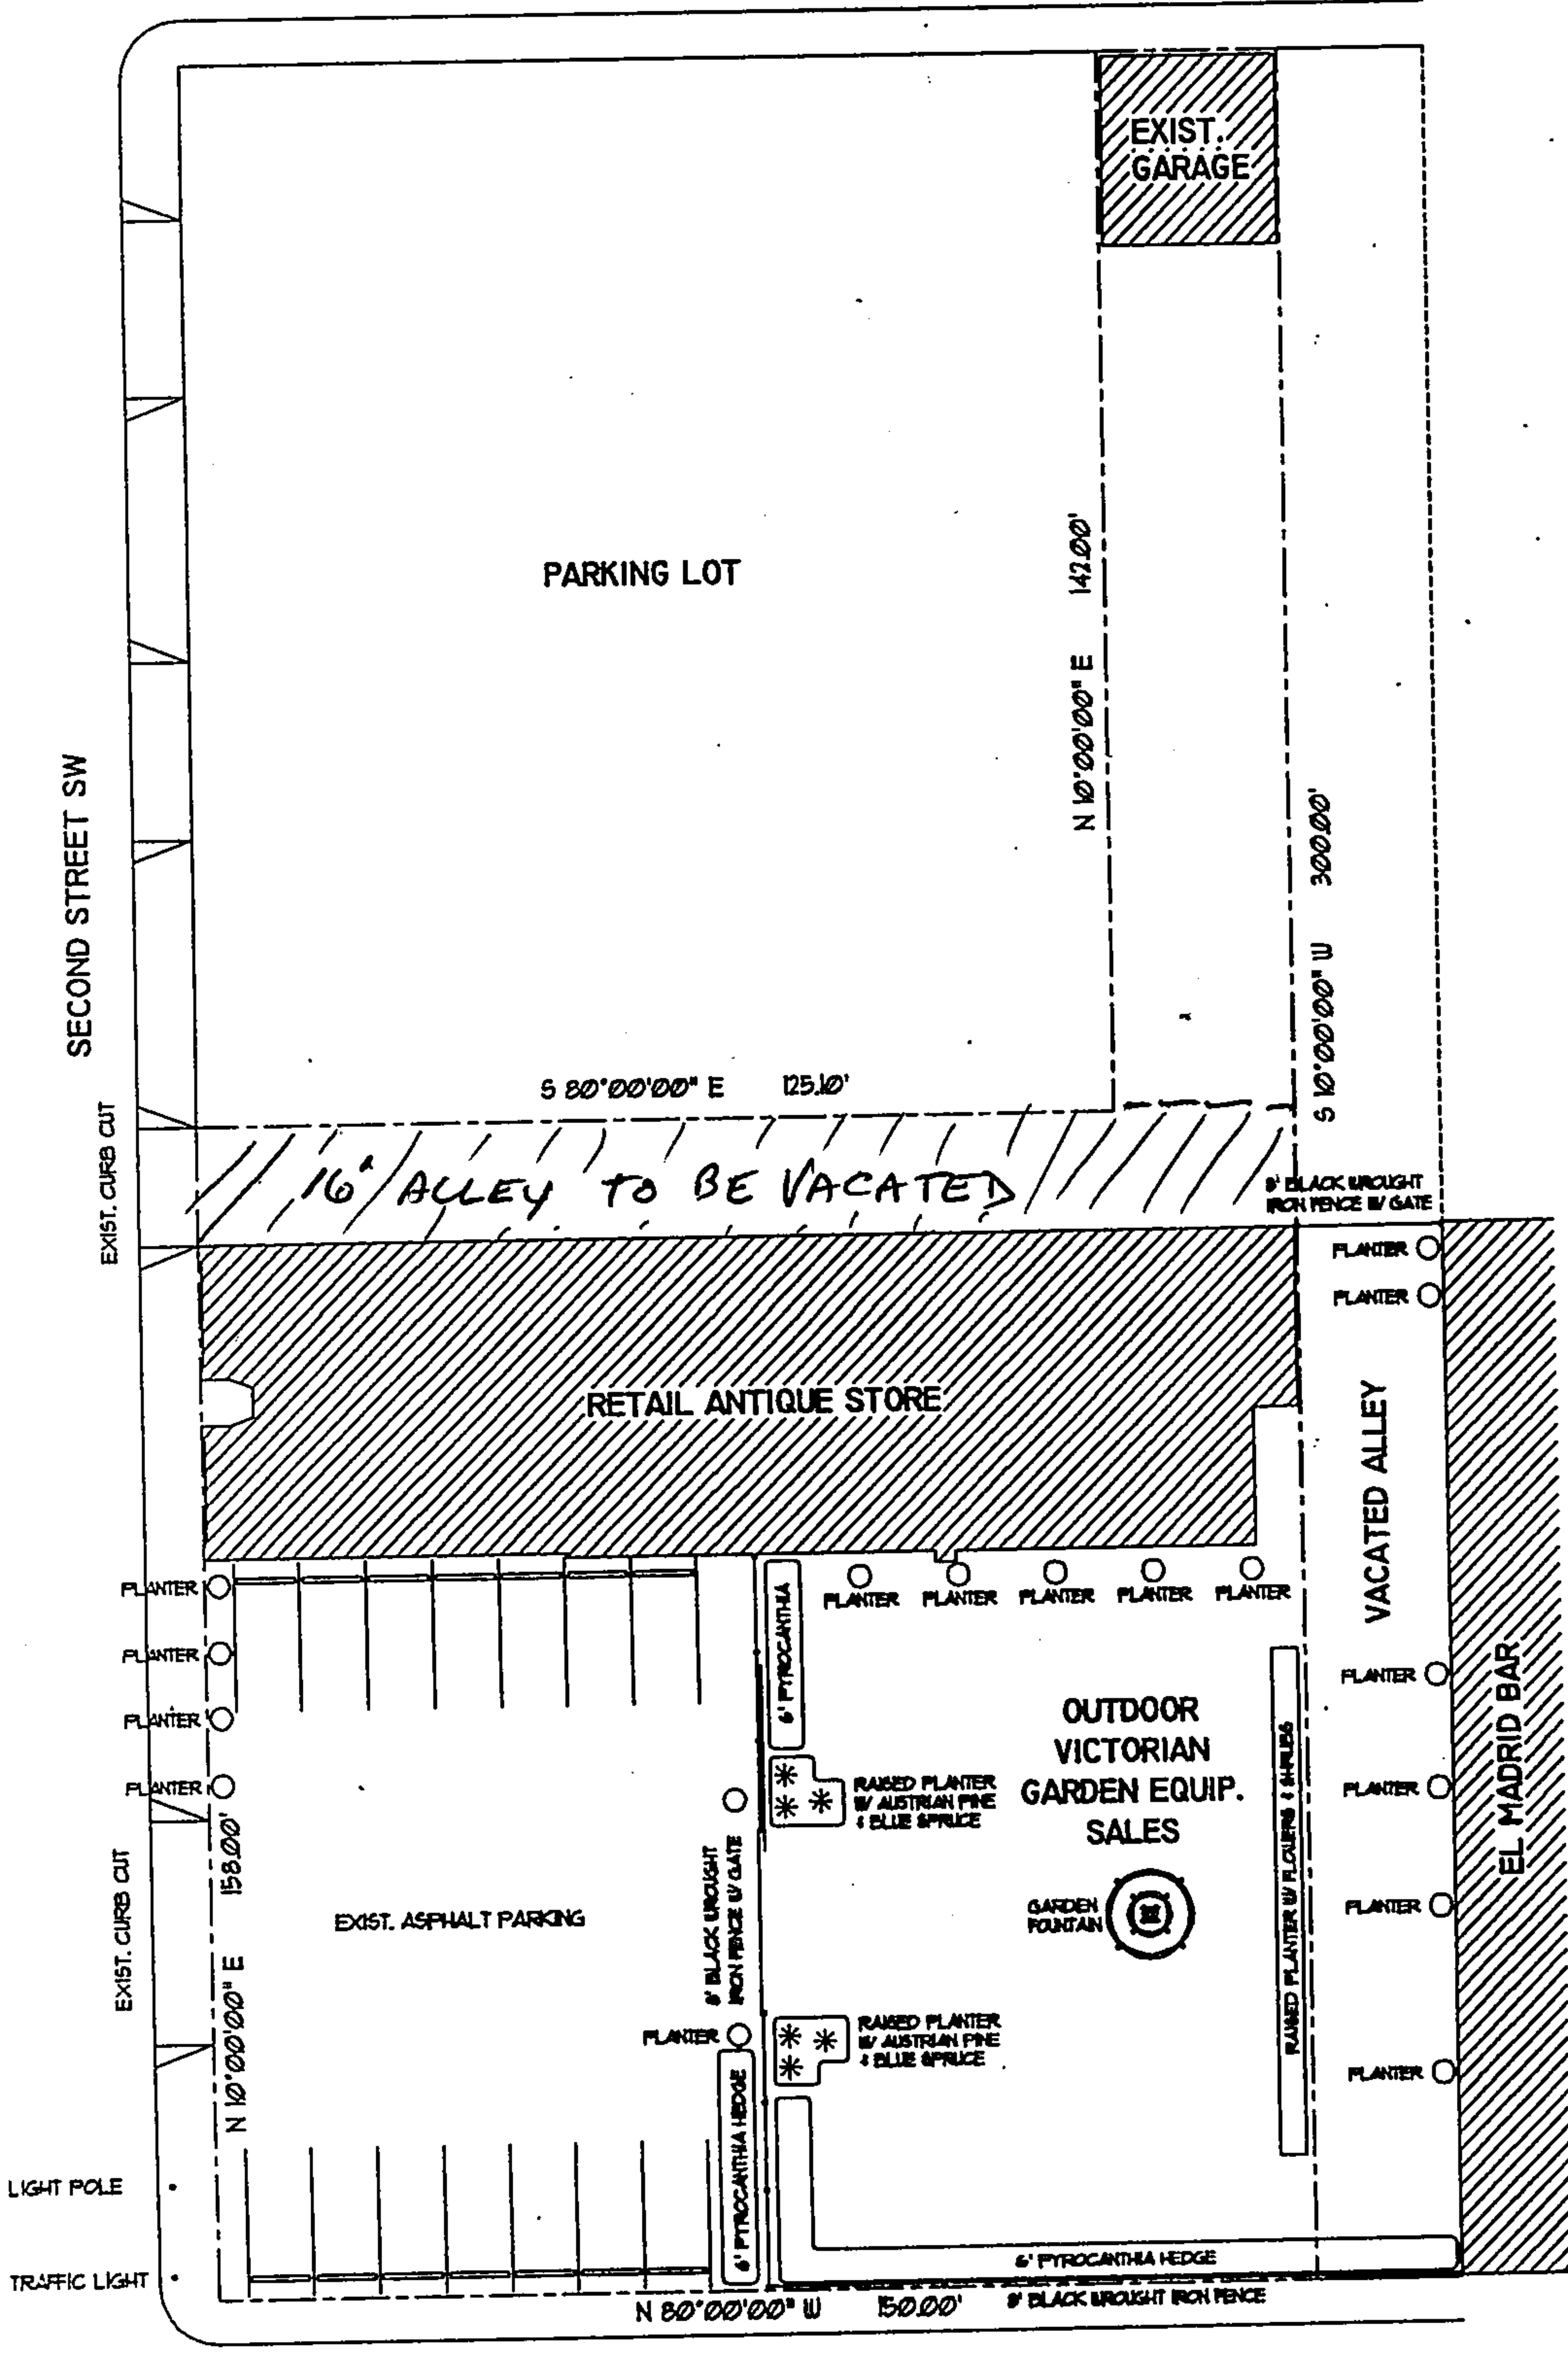 EXIST.
GARAGE
PARKING LOT
N 10°00'00" E 142.00'
SECOND STREET SW
S 10°00'00" W 300.00'
S 80°00'00" E 125.10'
EXIST. CURB CUT
16' ALLEY TO BE VACATED
8' BLACK WROUGHT
IRON FENCE W/ GATE
PLANTER
PLANTER
RETAIL ANTIQUE STORE
VACATED ALLEY
EL MADRID BAR
PLANTER
PLANTER
PLANTER
PLANTER
6' PYROCANTHIA
PLANTER
PLANTER
PLANTER
PLANTER
PLANTER
OUTDOOR
VICTORIAN
GARDEN EQUIP.
SALES
RAISED PLANTER
W/ AUSTRIAN PINE
& BLUE SPRUCE
GARDEN
FOUNTAIN
RAISED PLANTER W/ FLOWERS & SHRUBS
PLANTER
PLANTER
PLANTER
PLANTER
EXIST. CURB CUT
N 10°00'00" E 158.00'
EXIST. ASPHALT PARKING
8' BLACK WROUGHT
IRON FENCE W/ GATE
PLANTER
RAISED PLANTER
W/ AUSTRIAN PINE
& BLUE SPRUCE
6' PYROCANTHIA HEDGE
LIGHT POLE
TRAFFIC LIGHT
6' PYROCANTHIA HEDGE
N 80°00'00" W 150.00'
8' BLACK WROUGHT IRON FENCE